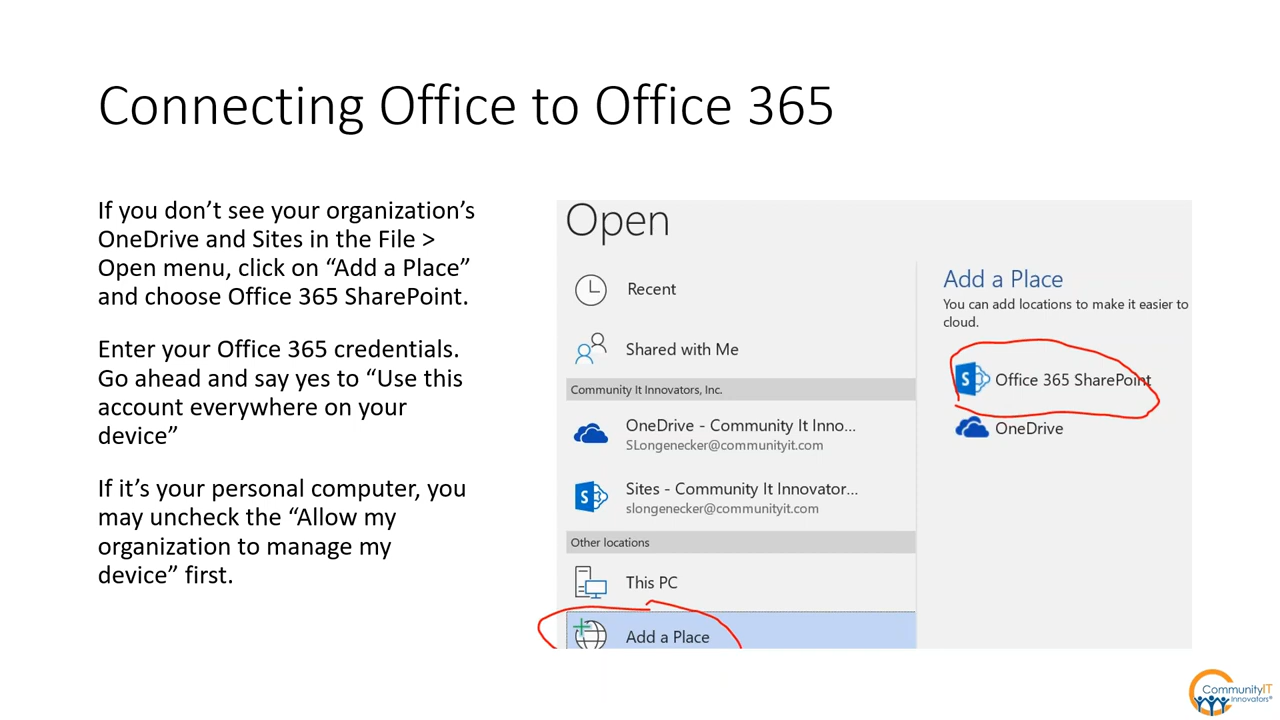 Connecting Office to Office 365
If you don’t see your organization’s
OneDrive and Sites in the File >
Open menu, click on “Add a Place”
and choose Office 365 SharePoint.
Enter your Office 365 credentials.
Go ahead and say yes to “Use this
account everywhere on your
device”
If it’s your personal computer, you
may uncheck the “Allow my
organization to manage my
device” first.
Open
Recent
Shared with Me
Community It Innovators, Inc.
OneDrive - Community It Inno...
SLongenecker@communityit.com
Sites - Community It Innovator...
slongenecker@communityit.com
Other locations
This PC
Add a Place
Add a Place
You can add locations to make it easier to
cloud.
S
Office 365 SharePoint
OneDrive
S
CommunityIT
Innovators®